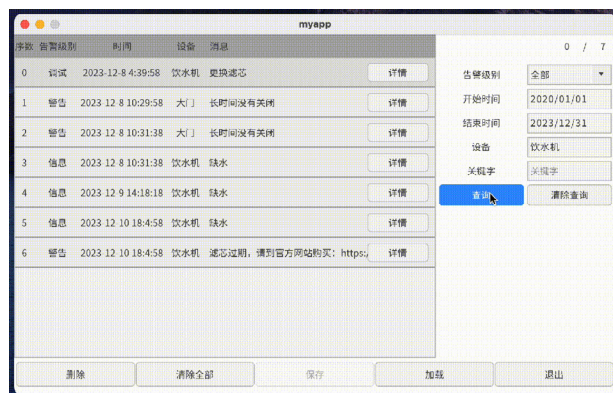 myapp
序数 告警级别 时间 设备 消息
0 / 7
0 调试 2023-12-8 4:39:58 饮水机 更换滤芯 详情
告警级别 全部
1 警告 2023-12-8 10:29:58 大门 长时间没有关闭 详情
开始时间 2020/01/01
2 警告 2023-12-8 10:31:38 大门 长时间没有关闭 详情
结束时间 2023/12/31
设备 饮水机
3 信息 2023-12-8 10:31:38 饮水机 缺水 详情
关键字 关键字
4 信息 2023-12-9 14:18:18 饮水机 缺水 详情
查询 清除查询
5 信息 2023-12-10 18:4:58 饮水机 缺水 详情
6 警告 2023-12-10 18:4:58 饮水机 滤芯过期，请到官方网站购买：https:/ 详情
删除 清除全部 保存 加载 退出